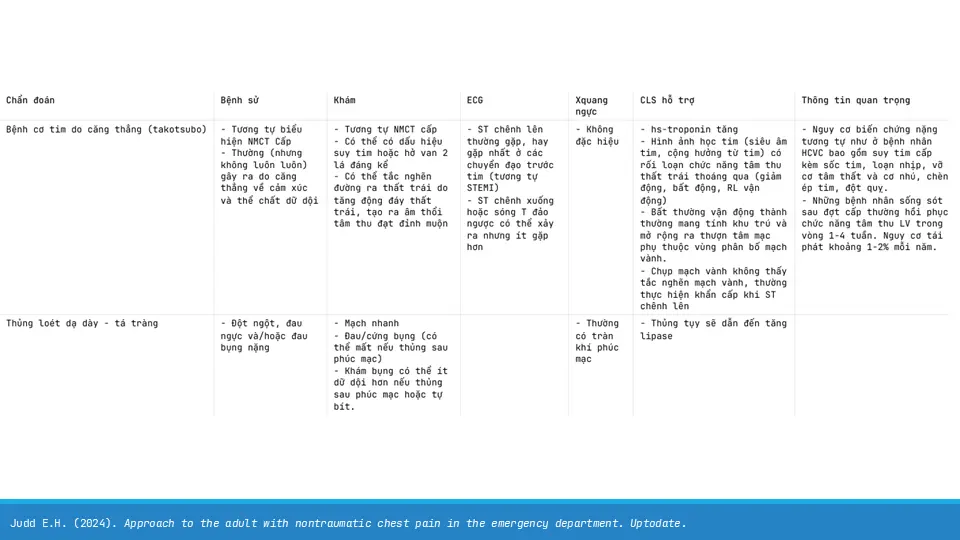 Chẩn đoán
Bệnh sử
Khám
ECG
Xquang
ngực
CLS hỗ trợ
Thông tin quan trọng
Bệnh cơ tim do căng thẳng (takotsubo)
- Tương tự biểu
hiện NMCT Cấp
- Thường (nhưng
không luôn luôn)
gây ra do căng
thẳng về cảm xúc
và thể chất dữ dội
- Tương tự NMCT cấp
- Có thể có dấu hiệu
suy tim hoặc hở van 2
lá đáng kể
- Có thể tắc nghẽn
đường ra thất trái do
tăng động đáy thất
trái, tạo ra âm thổi
tâm thu đạt đỉnh muộn
- ST chênh lên
thường gặp, hay
gặp nhất ở các
chuyển đạo trước
tim (tương tự
STEMI)
- ST chênh xuống
hoặc sóng T đảo
ngược có thể xảy
ra nhưng ít gặp
hơn
- Không
đặc hiệu
- hs-troponin tăng
- Hình ảnh học tim (siêu âm
tim, cộng hưởng từ tim) có
rối loạn chức năng tâm thu
thất trái thoáng qua (giảm
động, bất động, RL vận
động)
- Bất thường vận động thành
thường mang tính khu trú và
mở rộng ra thượn tâm mạc
phụ thuộc vùng phân bố mạch
vành.
- Chụp mạch vành không thấy
tắc nghẽn mạch vành, thường
thực hiện khẩn cấp khi ST
chênh lên
- Nguy cơ biến chứng nặng
tương tự như ở bệnh nhân
HCVC bao gồm suy tim cấp
kèm sốc tim, loạn nhịp, vỡ
cơ tâm thất và cơ nhú, chèn
ép tim, đột quỵ.
- Những bệnh nhân sống sót
sau đợt cấp thường hồi phục
chức năng tâm thu LV trong
vòng 1-4 tuần. Nguy cơ tái
phát khoảng 1-2% mỗi năm.
Thủng loét dạ dày - tá tràng
- Đột ngột, đau
ngực và/hoặc đau
bụng nặng
- Mạch nhanh
- Đau/cứng bụng (có
thể mất nếu thủng sau
phúc mạc)
- Khám bụng có thể ít
dữ dội hơn nếu thủng
sau phúc mạc hoặc tự
bít.
- Thường
có tràn
khí phúc
mạc
- Thủng tụy sẽ dẫn đến tăng
lipase
Judd E.H. (2024). Approach to the adult with nontraumatic chest pain in the emergency department. Uptodate.